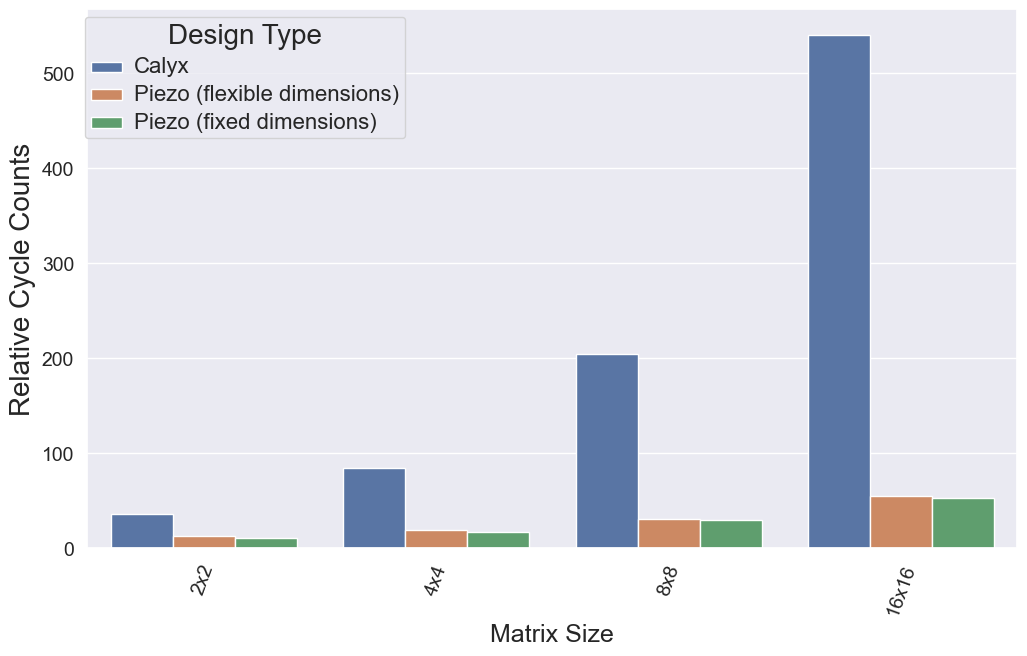 Design Type
Calyx
Piezo (flexible dimensions)
Piezo (fixed dimensions)
Relative Cycle Counts
500
400
300
200
100
0
2x2
4x4
8x8
16x16
Matrix Size